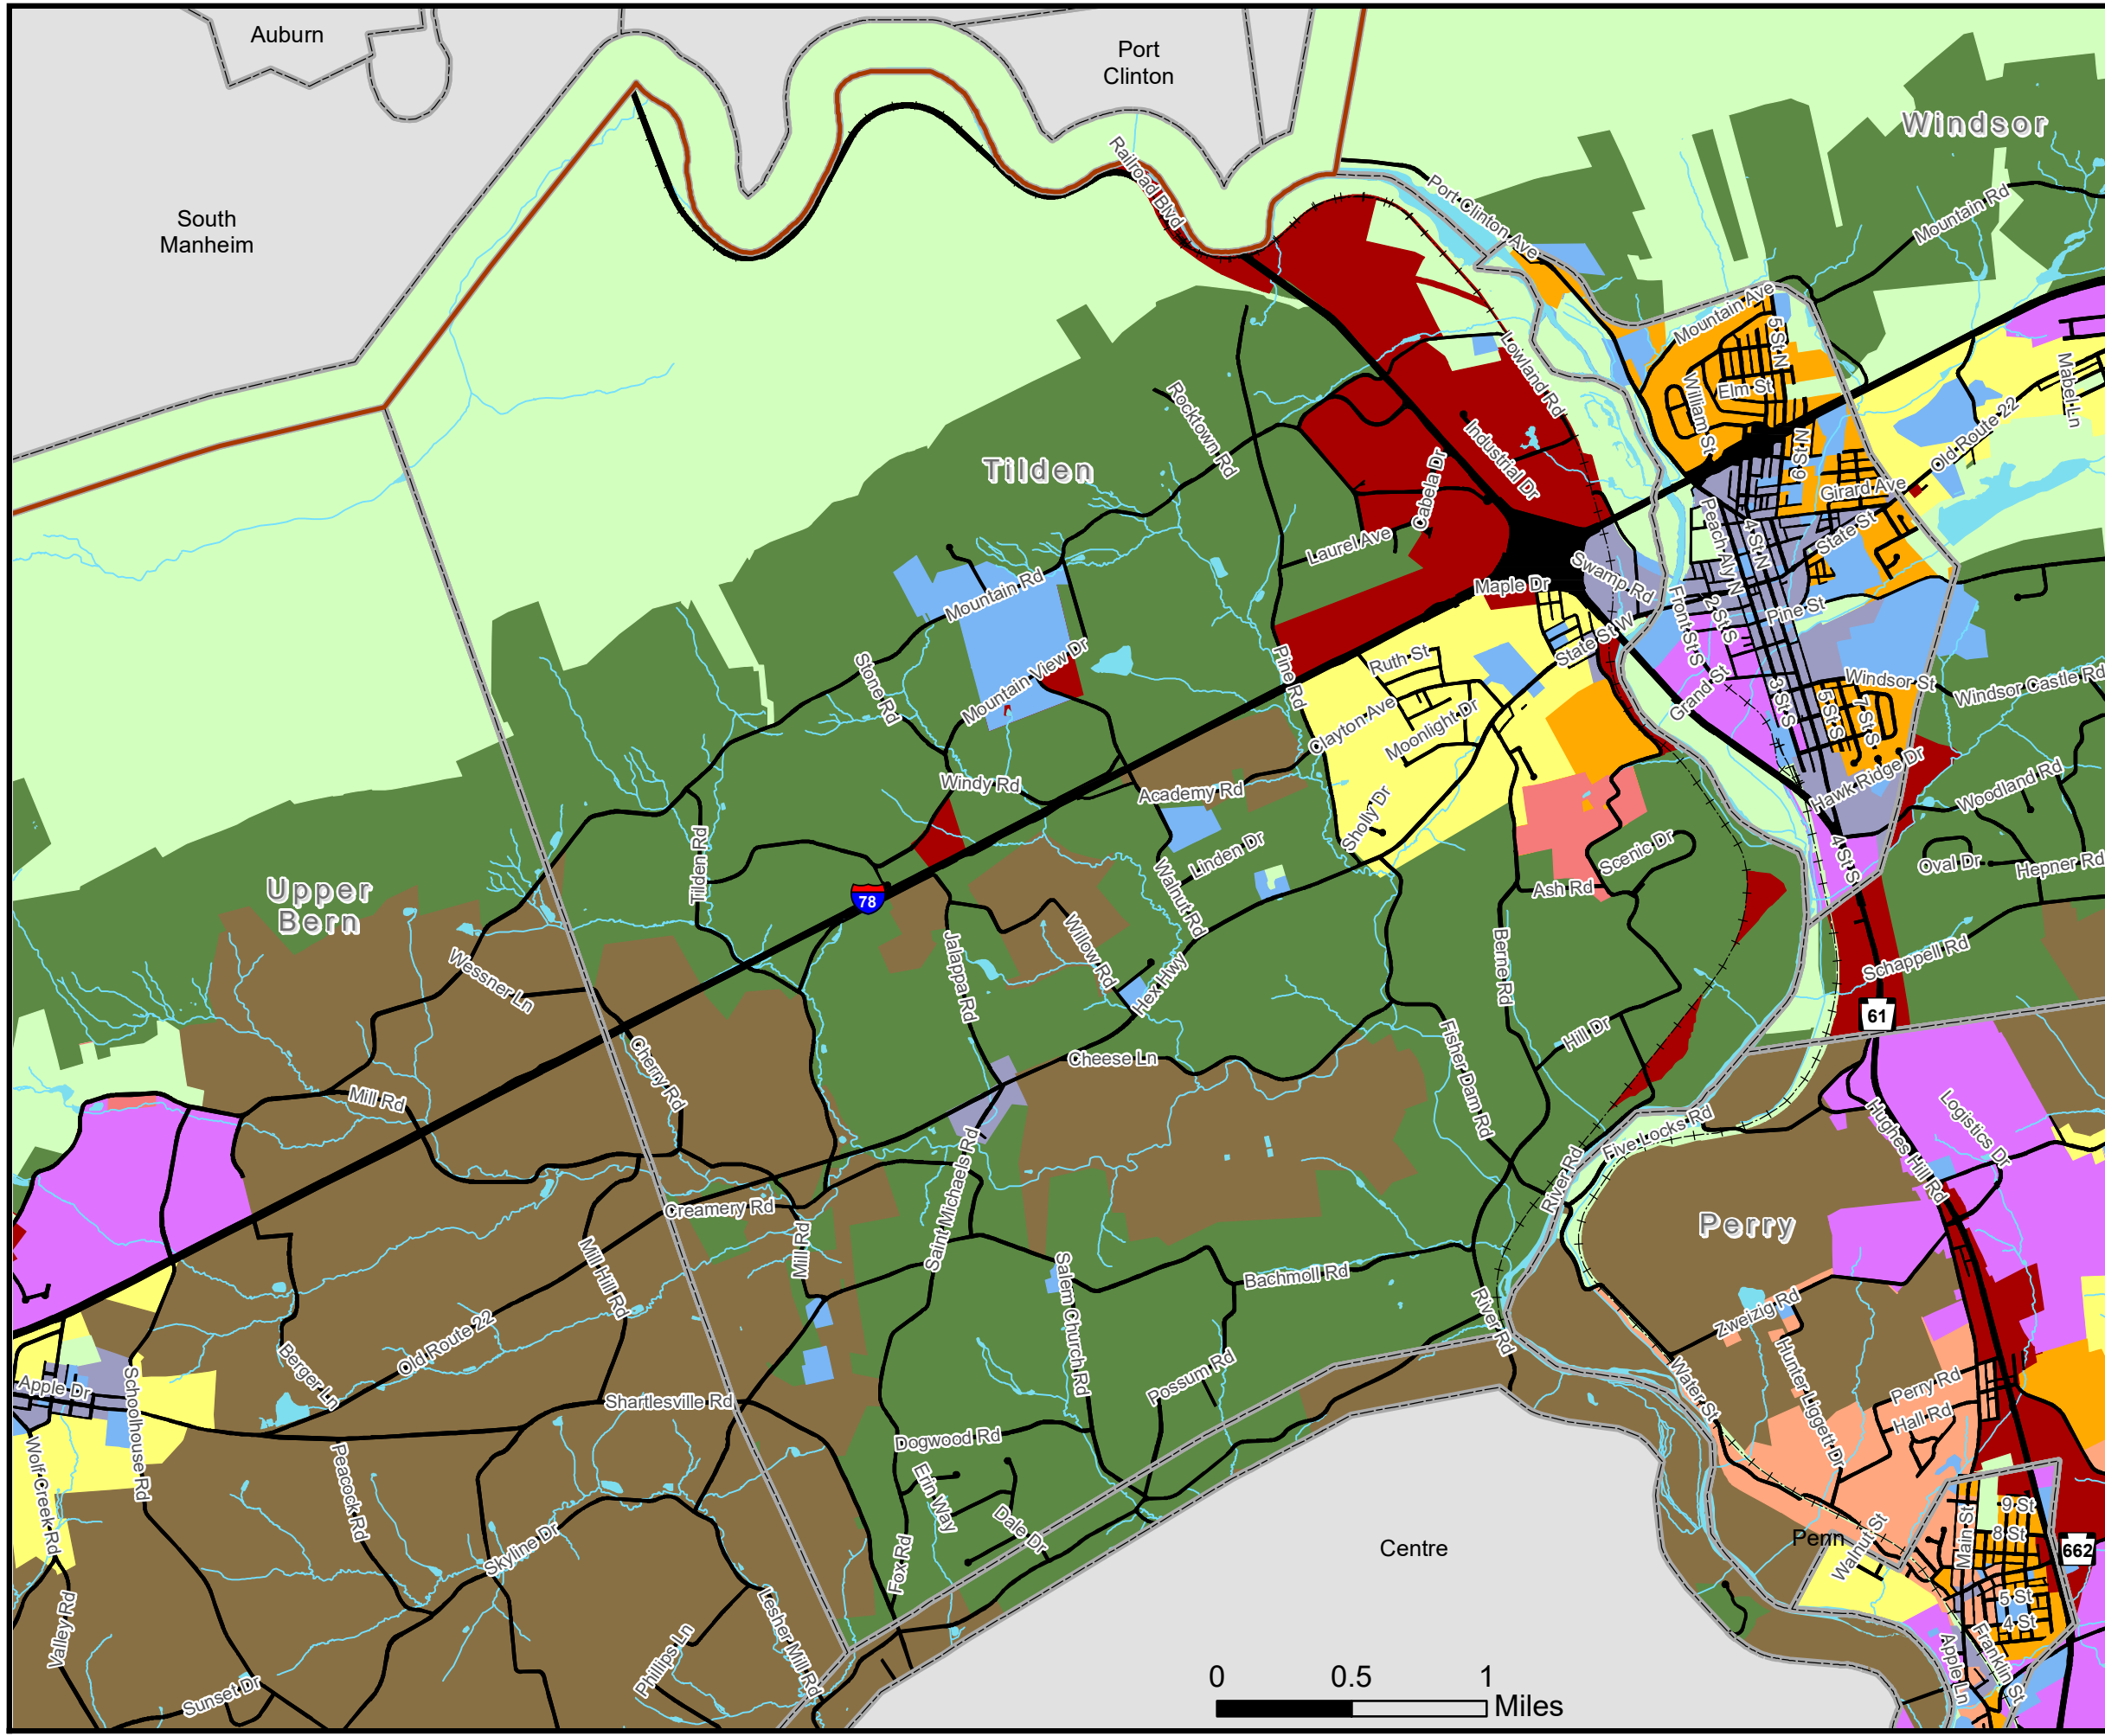 Auburn
Port
Clinton
Windsor
South
Manheim
Railroad Blvd
Port Clinton Ave
Mountain Rd
Mountain Ave
5 St N
Elm St
William St
Mabel Ln
Old Route 22
Lowland Rd
Rocktown Rd
Tilden
Industrial Dr
Cabela Dr
N St 9
Girard Ave
Peach Aly N
4 St N
State St
Laurel Ave
Swamp Rd
Maple Dr
Mountain Rd
Front St S
2 St S
Pine St
State St W
Ruth St
Stone Rd
Mountain View Dr
Pine Rd
Windsor St
Windsor Castle Rd
Grand St
3 St S
5 St S
7 St S
Clayton Ave
Moonlight Dr
Hawk Ridge Dr
Woodland Rd
Windy Rd
Academy Rd
Sholly Dr
Tilden Rd
Linden Dr
Scenic Dr
4 St S
Oval Dr
Hepner Rd
Walnut Rd
Ash Rd
78
Upper
Bern
Jalappa Rd
Willow Rd
Hex Hwy
Berne Rd
Schappell Rd
Wessner Ln
61
Cherry Rd
Cheese Ln
Fisher Dam Rd
Hill Dr
Mill Rd
Hughes Hill Rd
Logistics Dr
Five Locks Rd
River Rd
Saint Michaels Rd
Creamery Rd
Perry
Mill Rd
Mill Hill Rd
Salem Church Rd
Bachmoll Rd
River Rd
Zweizig Rd
Old Route 22
Berger Ln
Hunter Liggett Dr
Possum Rd
Water St
Perry Rd
Apple Dr
Schoolhouse Rd
Shartlesville Rd
Hall Rd
Dogwood Rd
Wolf Creek Rd
Peacock Rd
Erin Way
Dale Dr
9 St
8 St
Main St
Penn
Walnut St
Centre
662
Skyline Dr
Fox Rd
5 St
4 St
Valley Rd
Lesher Mill Rd
Phillips Ln
Apple Ln
Franklin St
Sunset Dr
0 0.5 1
Miles